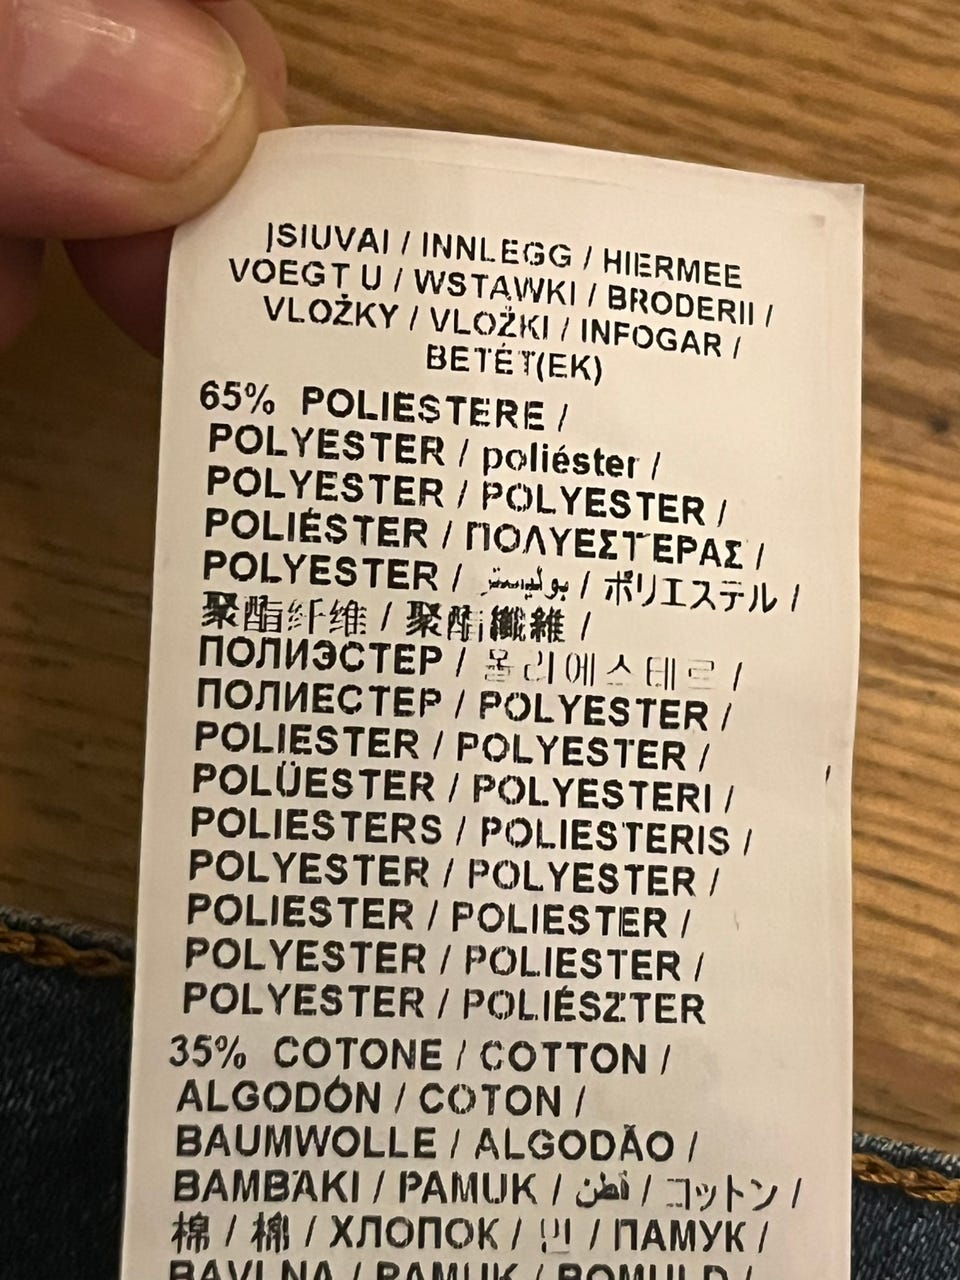 ĮSIUVAI / INNLEGG / HIERMEE
VOEGT U / WSTAWKI / BRODERII /
VLOŽKY / VLOŽKI / INFOGAR /
BETÉT(EK)
65% POLIESTERE /
POLYESTER / poliéster /
POLYESTER / POLYESTER /
POLIÉSTER / ΠΟΛΥΕΣΤΕΡΑΣ /
POLYESTER / بوليستر / ポリエステル /
聚酯纤维 / 聚酯纖維 /
ПОЛИЭСТЕР / 폴리에스테르 /
ПОЛИЕСТЕР / POLYESTER /
POLIESTER / POLYESTER /
POLÜESTER / POLYESTERI /
POLIESTERS / POLIESTERIS /
POLYESTER / POLYESTER /
POLIESTER / POLIESTER /
POLYESTER / POLIESTER /
POLYESTER / POLIÉSZTER
35% COTONE / COTTON /
ALGODÓN / COTON /
BAUMWOLLE / ALGODÃO /
BAMBAKI / PAMUK / قطن / コットン /
棉 / 棉 / ХЛОПОК / 면 / ПАМУК /
BAVLNA / PAMUK / BOMULD /